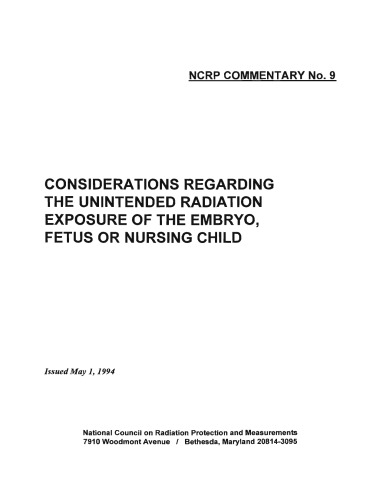 NCRP COMMENTARY No. 9
CONSIDERATIONS REGARDING
THE UNINTENDED RADIATION
EXPOSURE OF THE EMBRYO,
FETUS OR NURSING CHILD
Issued May 1, 1994
National Council on Radiation Protection and Measurements
7910 Woodmont Avenue / Bethesda, Maryland 20814-3095